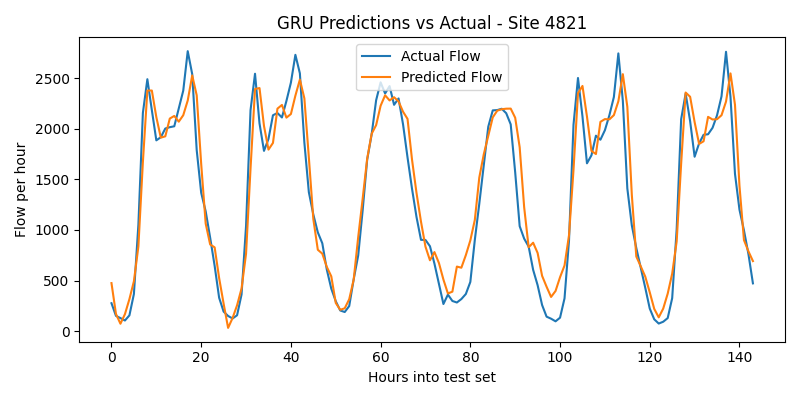 GRU Predictions vs Actual - Site 4821
Actual Flow
Predicted Flow
Flow per hour
2500
2000
1500
1000
500
0
0 20 40 60 80 100 120 140
Hours into test set